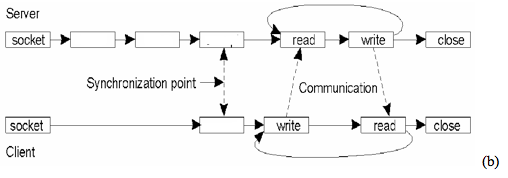 Server
socket read write close
Synchronization point Communication
socket write read close
Client
(b)